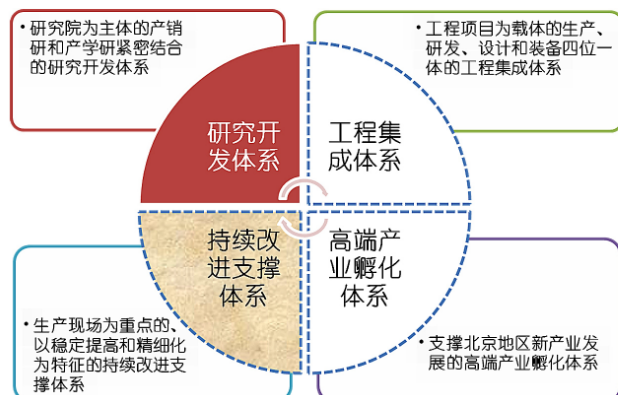 • 研究院为主体的产销
研和产学研紧密结合
的研究开发体系
• 工程项目为载体的生产、
研发、设计和装备四位一
体的工程集成体系
研究开
发体系
工程集
成体系
持续改
进支撑
体系
高端产
业孵化
体系
• 生产现场为重点的、
以稳定提高和精细化
为特征的持续改进支
撑体系
• 支撑北京地区新产业发
展的高端产业孵化体系